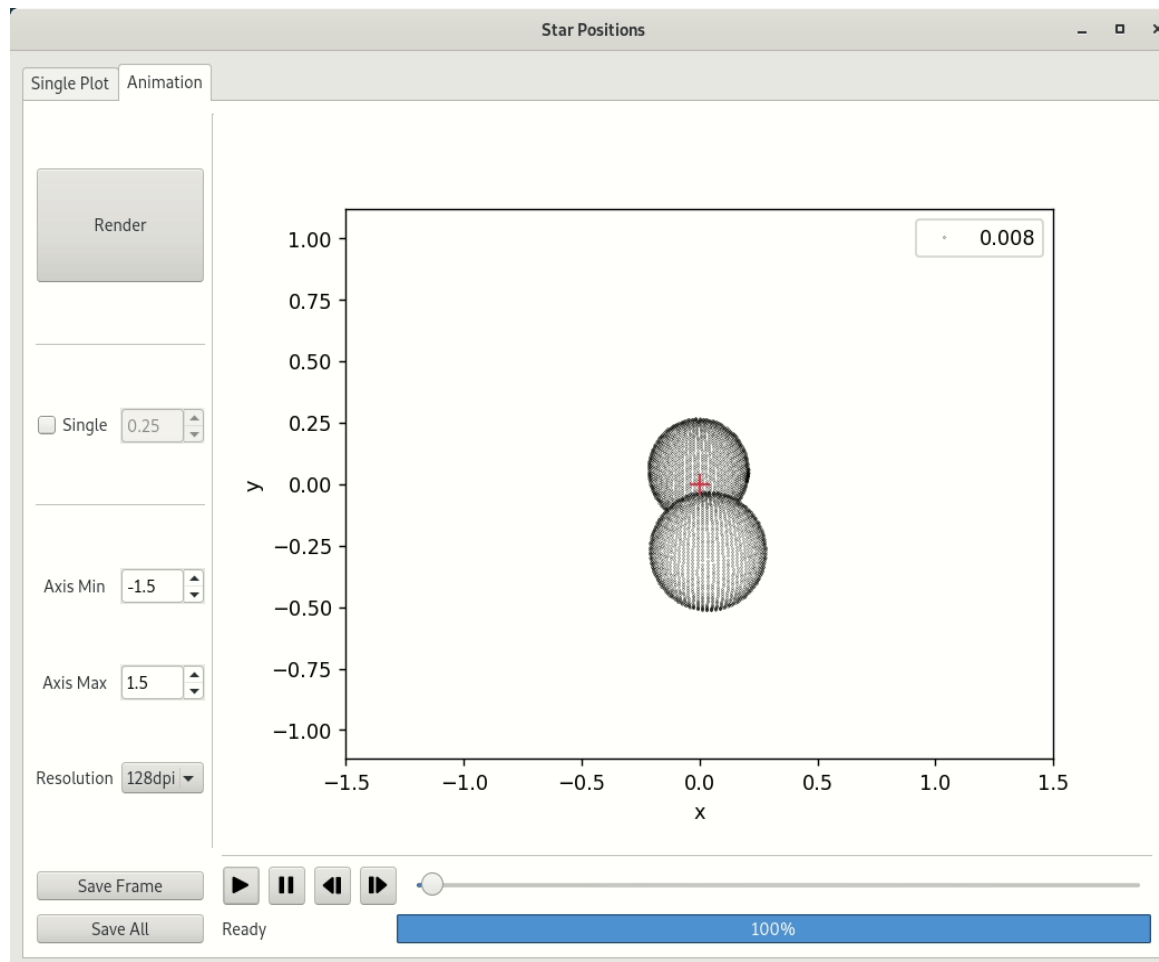 Star Positions
Single Plot
Animation
Render
Single
0.25
Axis Min
-1.5
Axis Max
1.5
Resolution
128dpi
Save Frame
Save All
0.008
1.00
0.75
0.50
0.25
0.00
−0.25
−0.50
−0.75
−1.00
y
−1.5
−1.0
−0.5
0.0
0.5
1.0
1.5
x
Ready
100%